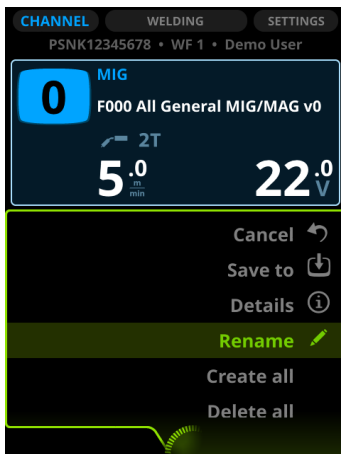 CHANNEL WELDING SETTINGS
PSNK12345678 • WF 1 • Demo User
MIG
0
F000 All General MIG/MAG v0
2T
5.0 m/min 22.0 V
Cancel
Save to
Details
Rename
Create all
Delete all